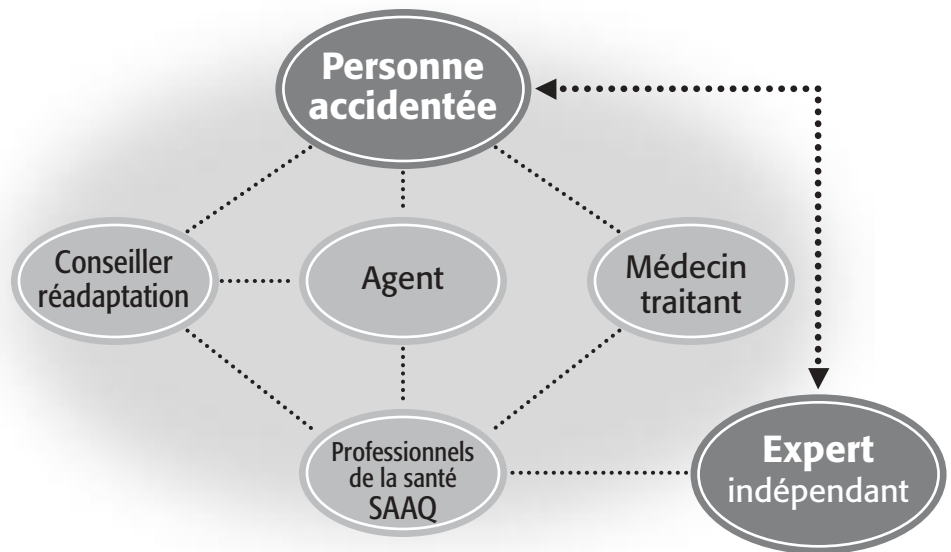 Personne
accidentée
Conseiller
réadaptation
Agent
Médecin
traitant
Professionnels
de la santé
SAAQ
Expert
indépendant